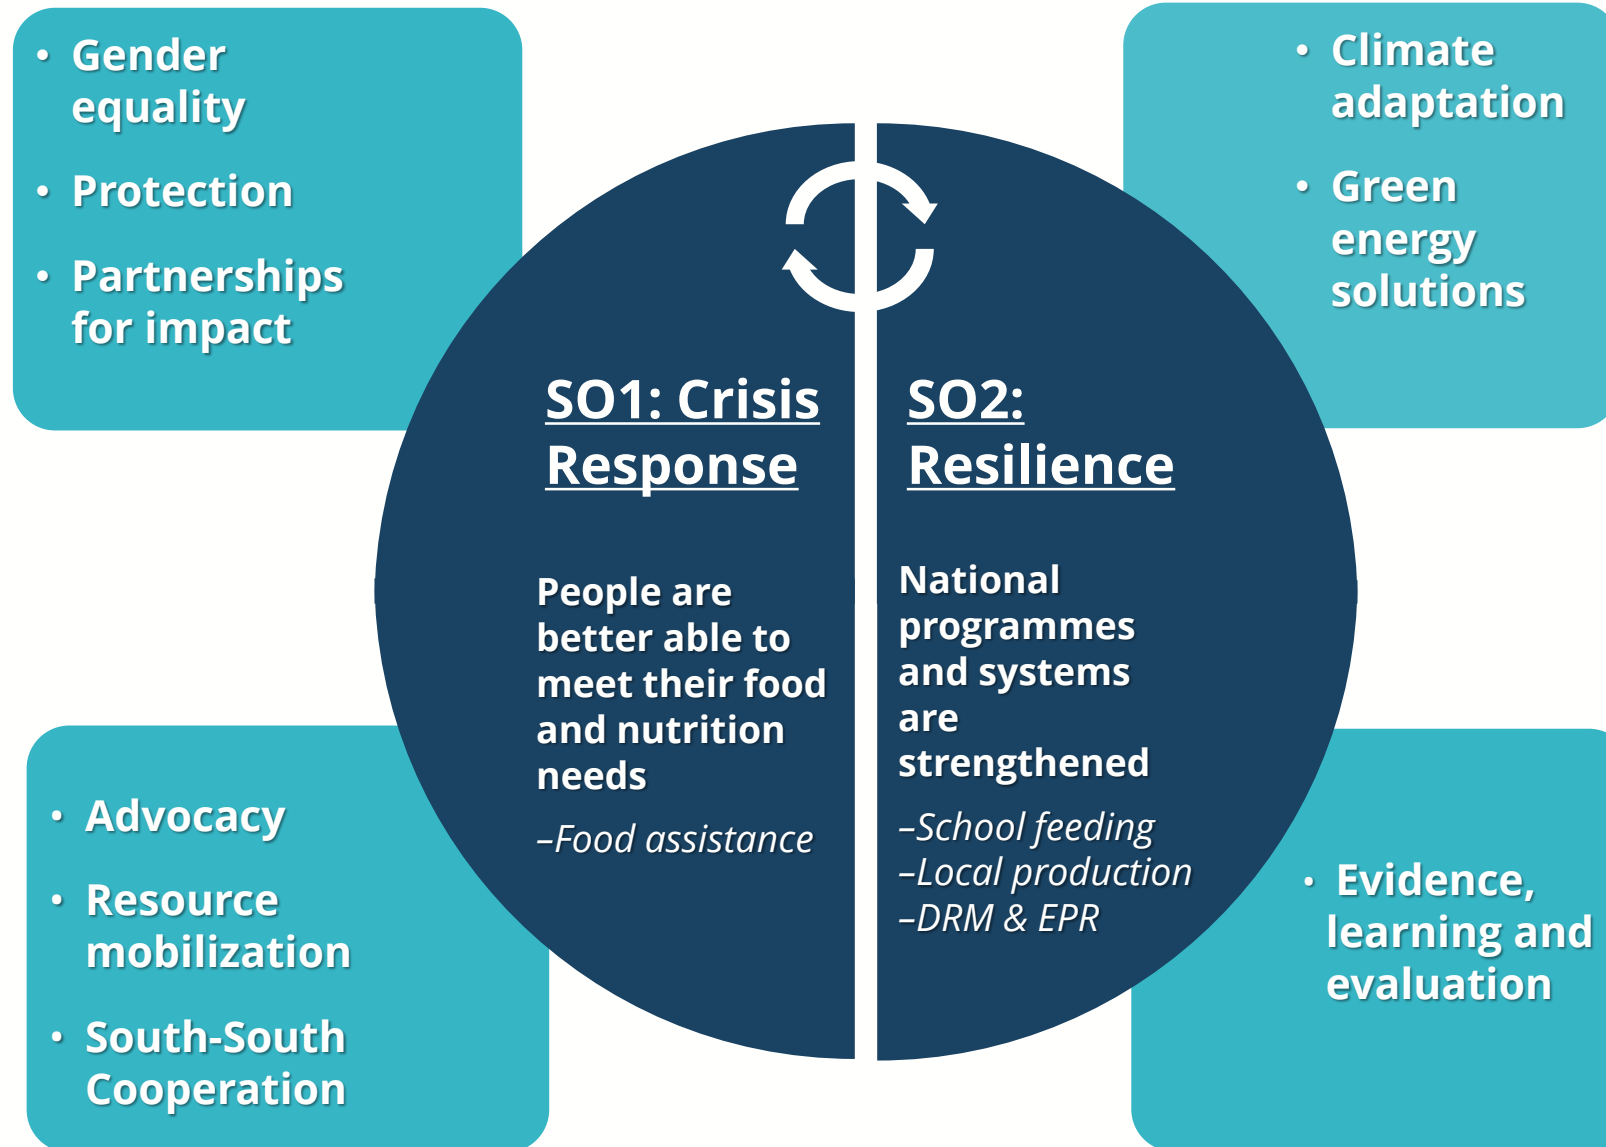 • Gender
equality
• Protection
• Partnerships
for impact
• Climate
adaptation
• Green
energy
solutions
SO1: Crisis
Response
People are
better able to
meet their food
and nutrition
needs
–Food assistance
SO2:
Resilience
National
programmes
and systems
are
strengthened
–School feeding
–Local production
–DRM & EPR
• Advocacy
• Resource
mobilization
• South-South
Cooperation
• Evidence,
learning and
evaluation